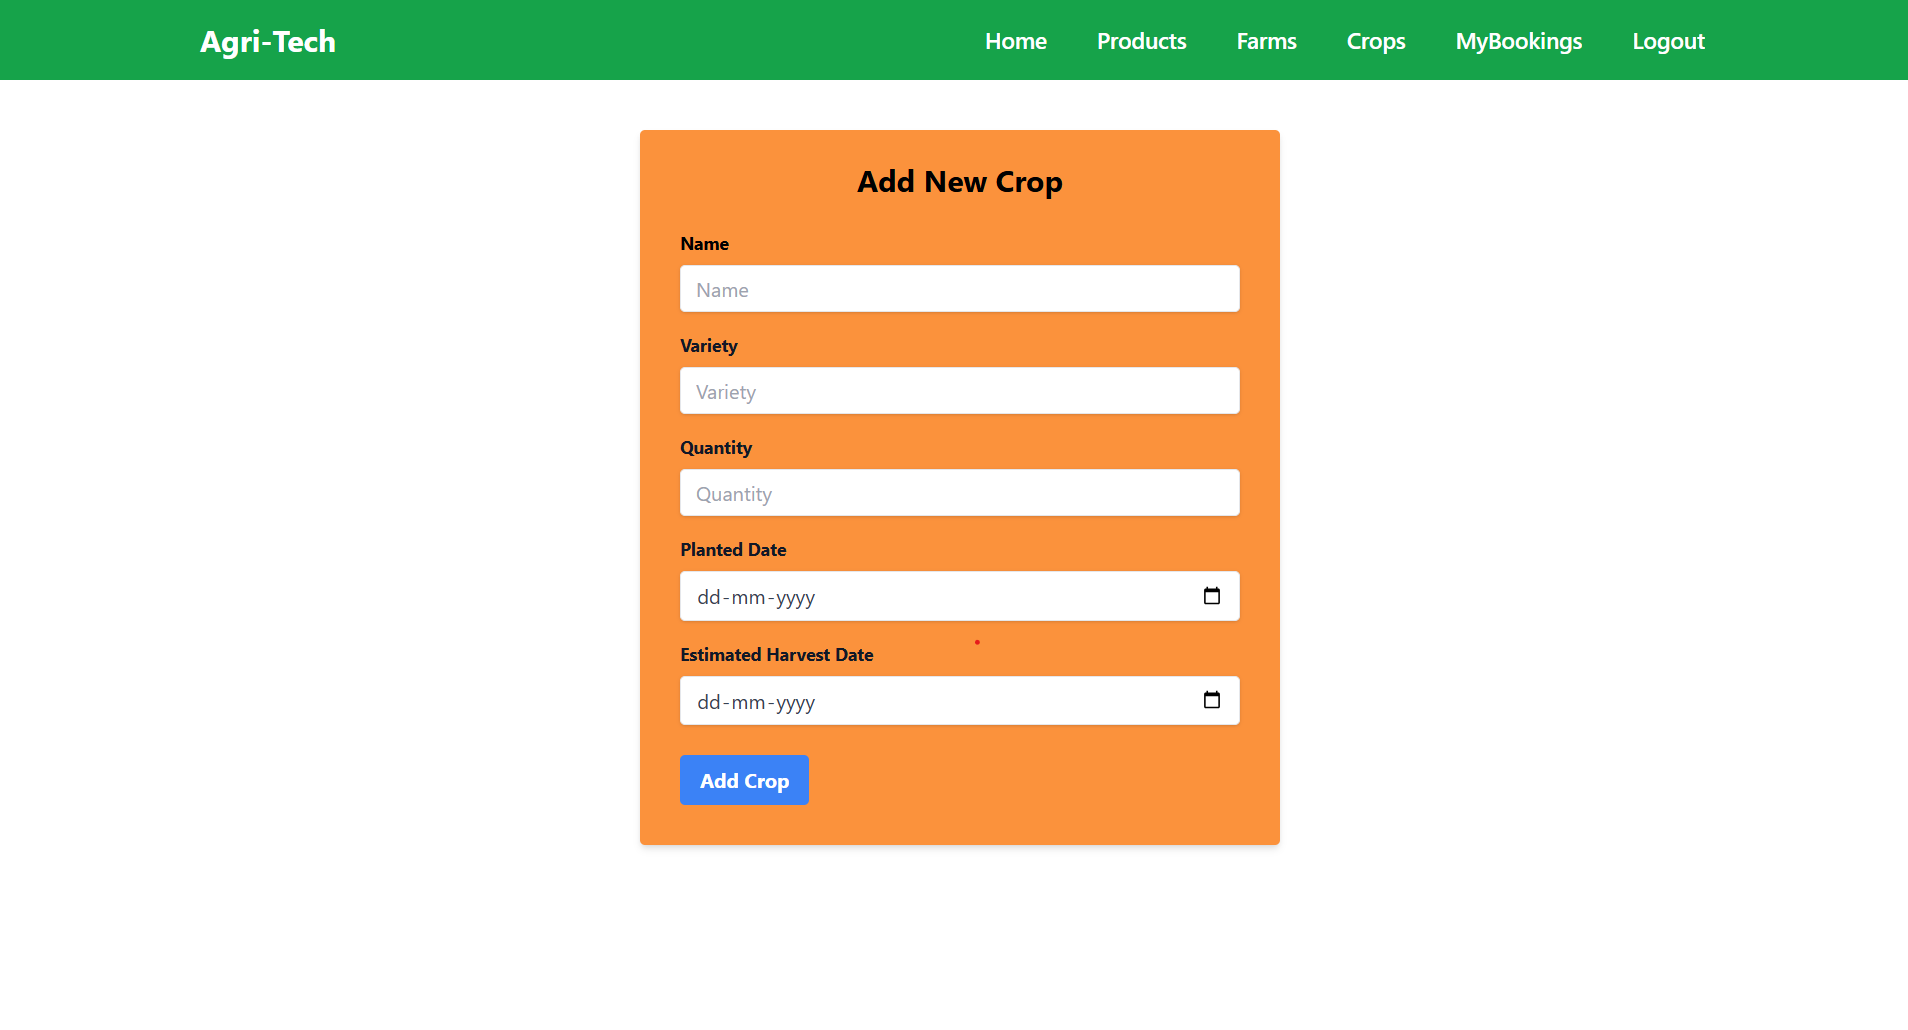 Agri-Tech Home Products Farms Crops MyBookings Logout
Add New Crop
Name
Name
Variety
Variety
Quantity
Quantity
Planted Date
dd-mm-yyyy
Estimated Harvest Date
dd-mm-yyyy
Add Crop